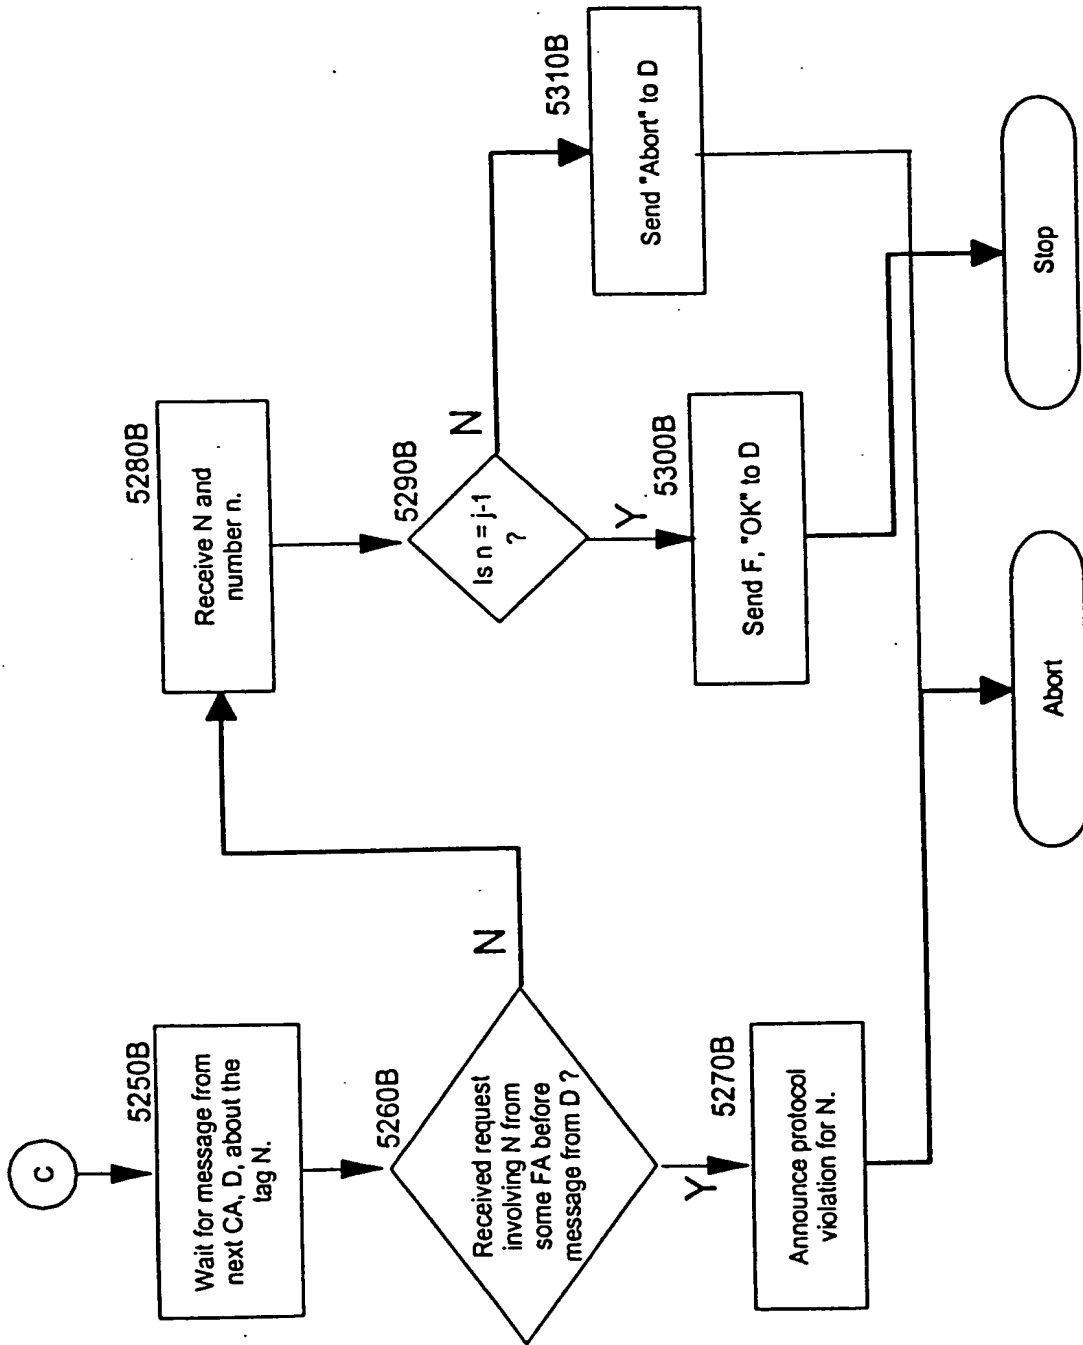 C
5250B
Wait for message from
next CA, D, about the
tag N.
5260B
Received request
involving N from
some FA before
message from D ?
N
Y
5270B
Announce protocol
violation for N.
5280B
Receive N and
number n.
5290B
Is n = j-1
?
N
Y
5300B
Send F, "OK" to D
5310B
Send "Abort" to D
Abort
Stop